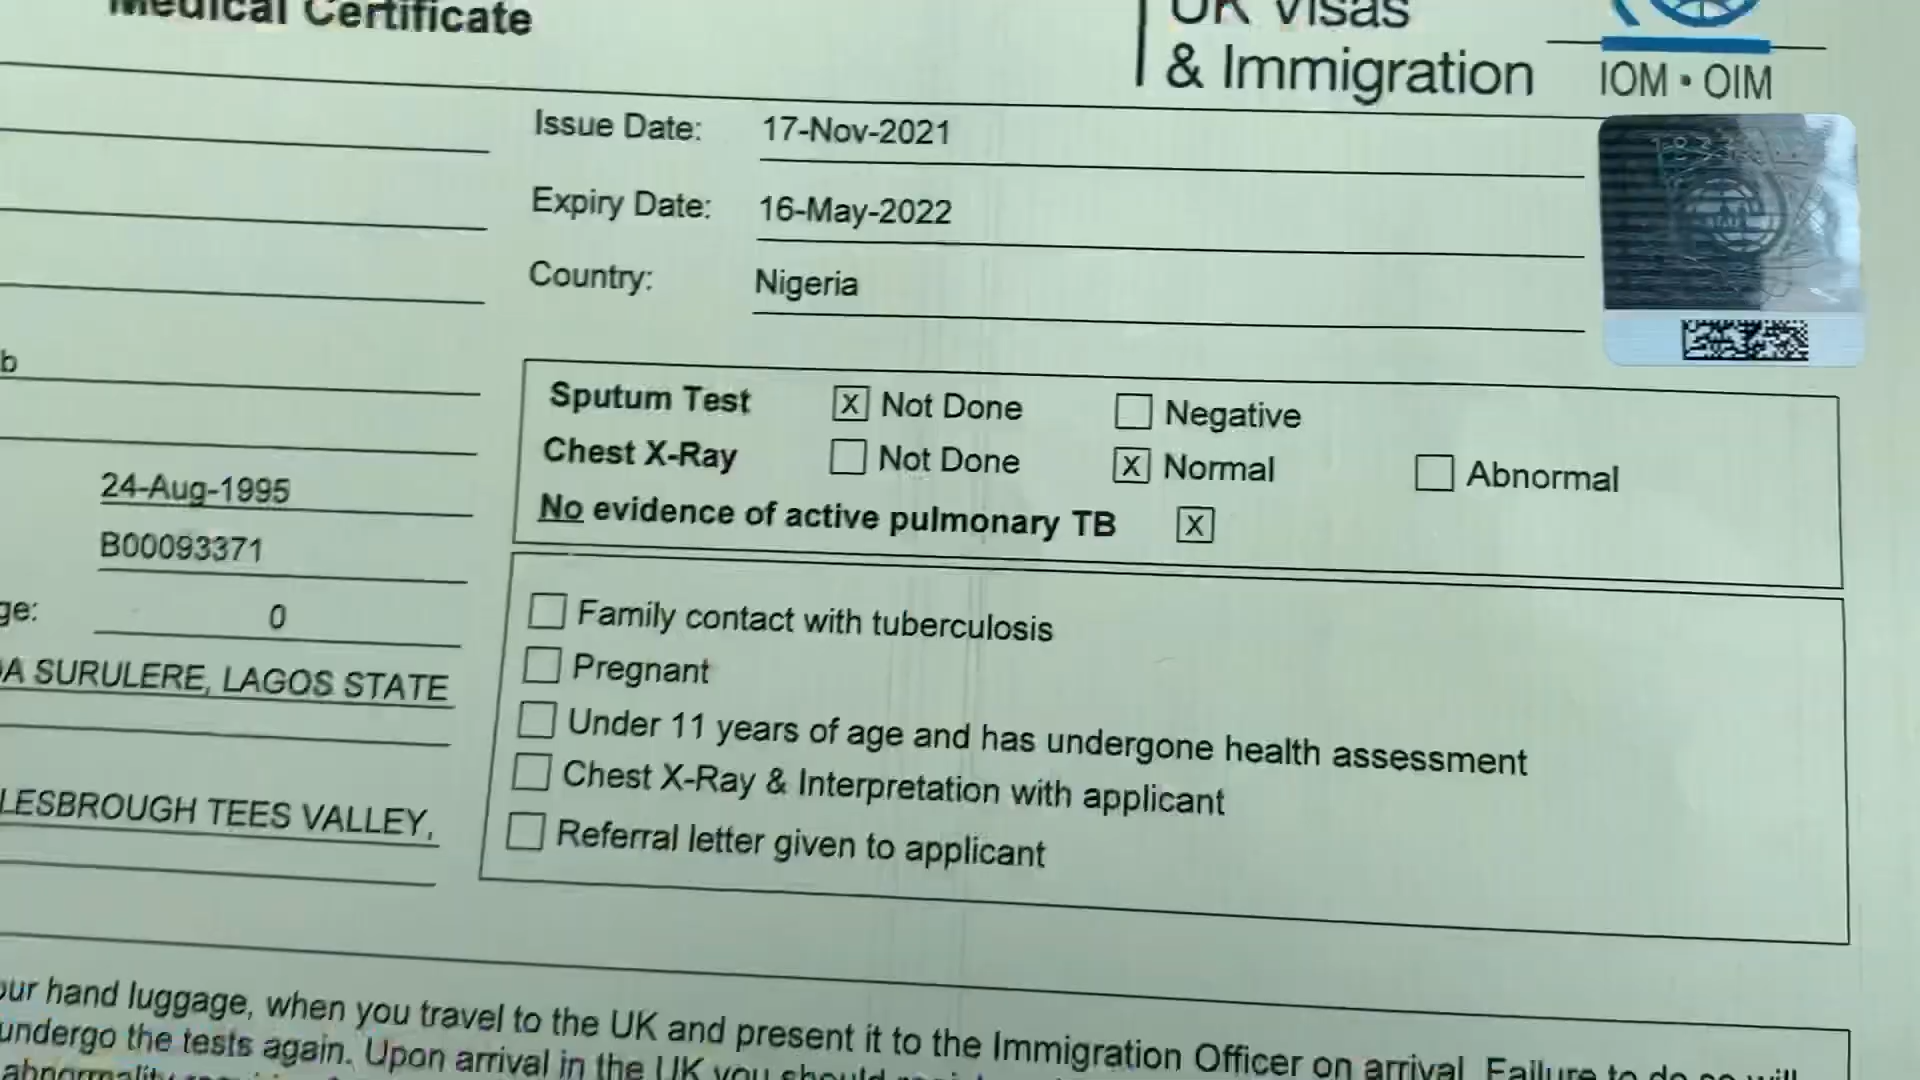 Medical Certificate
UK Visas
& Immigration
IOM • OIM
Issue Date: 17-Nov-2021
Expiry Date: 16-May-2022
Country: Nigeria
b
Sputum Test X Not Done Negative
Chest X-Ray Not Done X Normal Abnormal
No evidence of active pulmonary TB X
24-Aug-1995
B00093371
ge: 0
A SURULERE, LAGOS STATE
LESBROUGH TEES VALLEY,
Family contact with tuberculosis
Pregnant
Under 11 years of age and has undergone health assessment
Chest X-Ray & Interpretation with applicant
Referral letter given to applicant
our hand luggage, when you travel to the UK and present it to the Immigration Officer on arrival. Failure to do so will
undergo the tests again. Upon arrival in the UK you should
abnormality